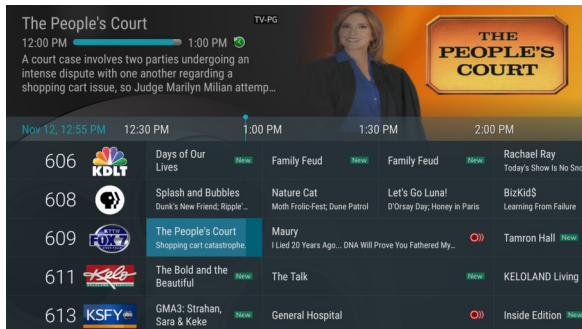 The People's Court
TV-PG
12:00 PM 1:00 PM
A court case involves two parties undergoing an
intense dispute with one another regarding a
shopping cart issue, so Judge Marilyn Milian attemp...
THE
PEOPLE'S
COURT
Nov 12, 12:55 PM 12:30 PM 1:00 PM 1:30 PM 2:00 PM
606 KDLT Days of Our Lives New Family Feud New Family Feud New Rachael Ray
Today's Show Is No Sno
608 Splash and Bubbles Nature Cat Let's Go Luna! BizKid$
Dunk's New Friend; Ripple'... Moth Frolic-Fest; Dune Patrol D'Orsay Day; Honey in Paris Learning From Failure
609 KTTW FOX 7 The People's Court Maury Tamron Hall New
Shopping cart catastrophe. I Lied 20 Years Ago... DNA Will Prove You Fathered My...
611 Kelo The Bold and the Beautiful New The Talk New KELOLAND Living
613 KSFY GMA3: Strahan, Sara & Keke New General Hospital Inside Edition New